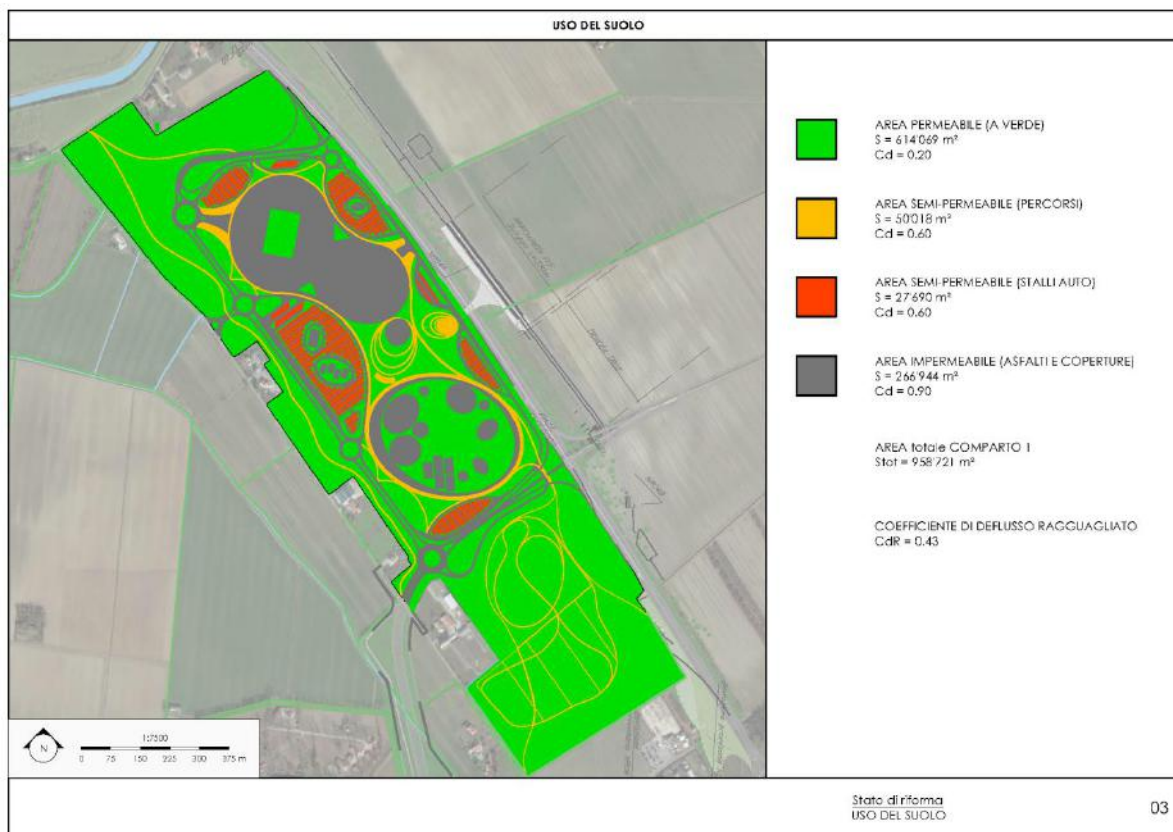 USO DEL SUOLO
AREA PERMEABILE (A VERDE)
S = 614'069 m²
Cd = 0.20
AREA SEMI-PERMEABILE (PERCORSI)
S = 50'018 m²
Cd = 0.60
AREA SEMI-PERMEABILE (STALLI AUTO)
S = 27'690 m²
Cd = 0.60
AREA IMPERMEABILE (ASFALTI E COPERTURE)
S = 266'944 m²
Cd = 0.90
AREA totale COMPARTO 1
Stot = 958'721 m²
COEFFICIENTE DI DEFLUSSO RAGGUAGLIATO
CdR = 0.43
N
1:7500
0 75 150 225 300 375 m
Stato di riforma
USO DEL SUOLO
03